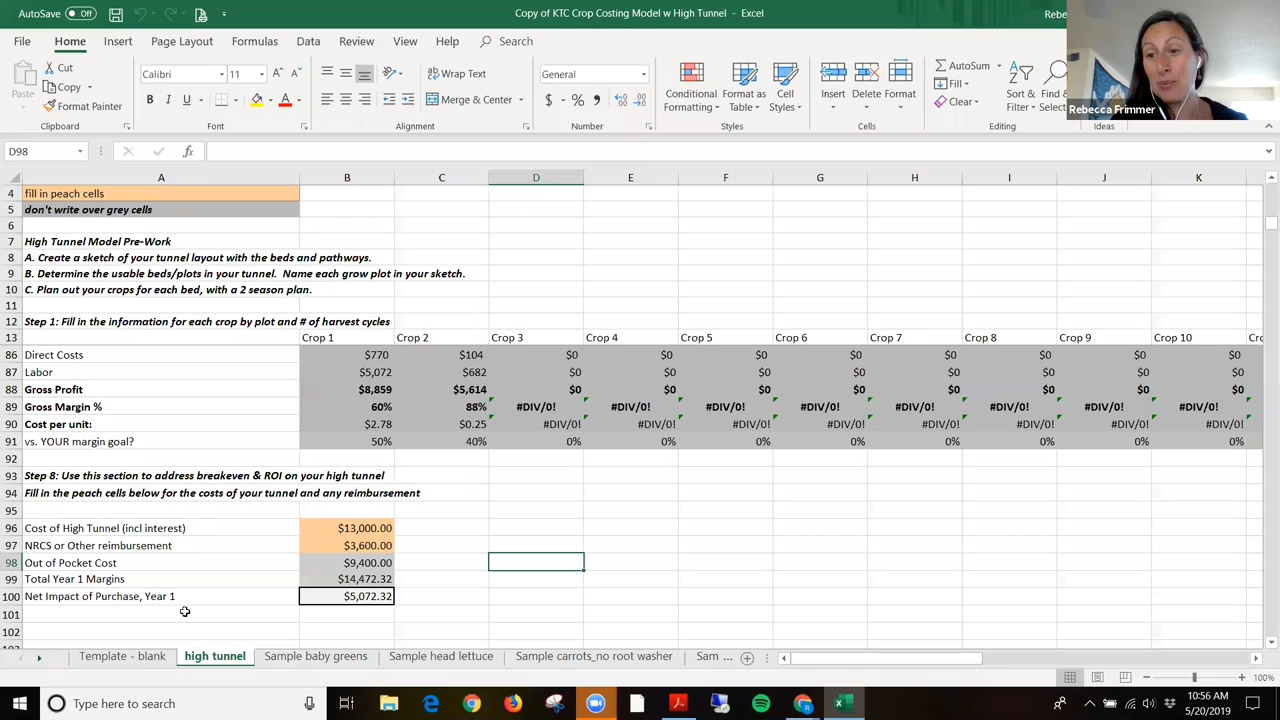 AutoSave Off Copy of KTC Crop Costing Model w High Tunnel - Excel Rebe
File Home Insert Page Layout Formulas Data Review View Help Search
Paste Cut Calibri 11 Wrap Text General Conditional Format as Cell Insert Delete Format AutoSum Sort & Find &
Copy Merge & Center Formatting Table Styles Fill Filter
Format Painter B I U $ % Clear
Clipboard Font Alignment Number Styles Cells Editing Ideas
Rebecca Frimmer
D98 fx
A B C D E F G H I J K
4 fill in peach cells
5 don't write over grey cells
6
7 High Tunnel Model Pre-Work
8 A. Create a sketch of your tunnel layout with the beds and pathways.
9 B. Determine the usable beds/plots in your tunnel. Name each grow plot in your sketch.
10 C. Plan out your crops for each bed, with a 2 season plan.
11
12 Step 1: Fill in the information for each crop by plot and # of harvest cycles
13 Crop 1 Crop 2 Crop 3 Crop 4 Crop 5 Crop 6 Crop 7 Crop 8 Crop 9 Crop 10 Cro
86 Direct Costs $770 $104 $0 $0 $0 $0 $0 $0 $0 $0
87 Labor $5,072 $682 $0 $0 $0 $0 $0 $0 $0 $0
88 Gross Profit $8,859 $5,614 $0 $0 $0 $0 $0 $0 $0 $0
89 Gross Margin % 60% 88% #DIV/0! #DIV/0! #DIV/0! #DIV/0! #DIV/0! #DIV/0! #DIV/0! #DIV/0!
90 Cost per unit: $2.78 $0.25 #DIV/0! #DIV/0! #DIV/0! #DIV/0! #DIV/0! #DIV/0! #DIV/0! #DIV/0!
91 vs. YOUR margin goal? 50% 40% 0% 0% 0% 0% 0% 0% 0% 0%
92
93 Step 8: Use this section to address breakeven & ROI on your high tunnel
94 Fill in the peach cells below for the costs of your tunnel and any reimbursement
95
96 Cost of High Tunnel (incl interest) $13,000.00
97 NRCS or Other reimbursement $3,600.00
98 Out of Pocket Cost $9,400.00
99 Total Year 1 Margins $14,472.32
100 Net Impact of Purchase, Year 1 $5,072.32
101
102
Template - blank high tunnel Sample baby greens Sample head lettuce Sample carrots_no root washer Sam ...
100%
Type here to search 10:56 AM
5/20/2019